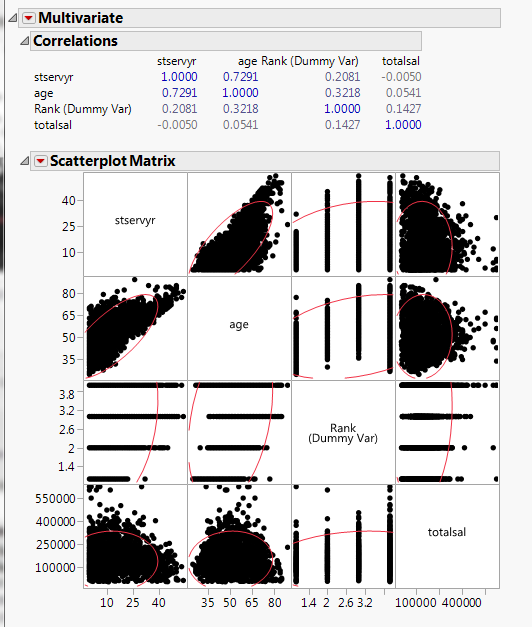 Multivariate
Correlations
stservyr age Rank (Dummy Var) totalsal
stservyr 1.0000 0.7291 0.2081 -0.0050
age 0.7291 1.0000 0.3218 0.0541
Rank (Dummy Var) 0.2081 0.3218 1.0000 0.1427
totalsal -0.0050 0.0541 0.1427 1.0000
Scatterplot Matrix
40
25
10
stservyr
80
65
50
35
age
3.8
3.2
2.6
2
1.4
Rank
(Dummy Var)
550000
400000
250000
100000
totalsal
10 25 40 35 50 65 80 1.4 2 2.6 3.2 100000 400000